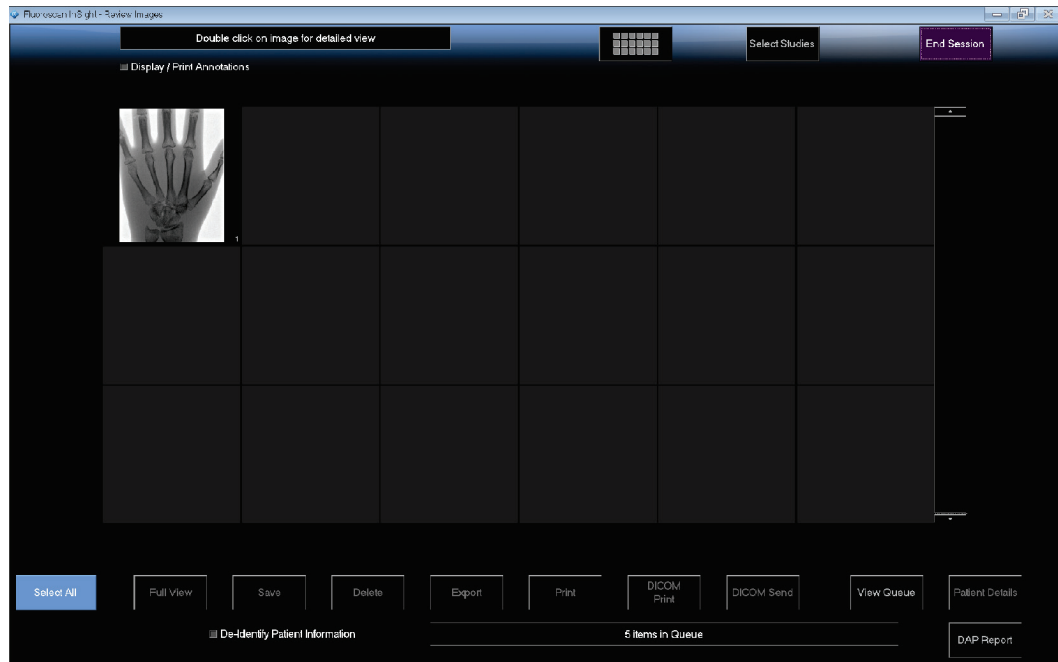 Fluoroscan InSight - Review Images
Double click on image for detailed view
Select Studies
End Session
Display / Print Annotations
1
Select All
Full View
Save
Delete
Export
Print
DICOM
Print
DICOM Send
View Queue
Patient Details
De-Identify Patient Information
5 items in Queue
DAP Report